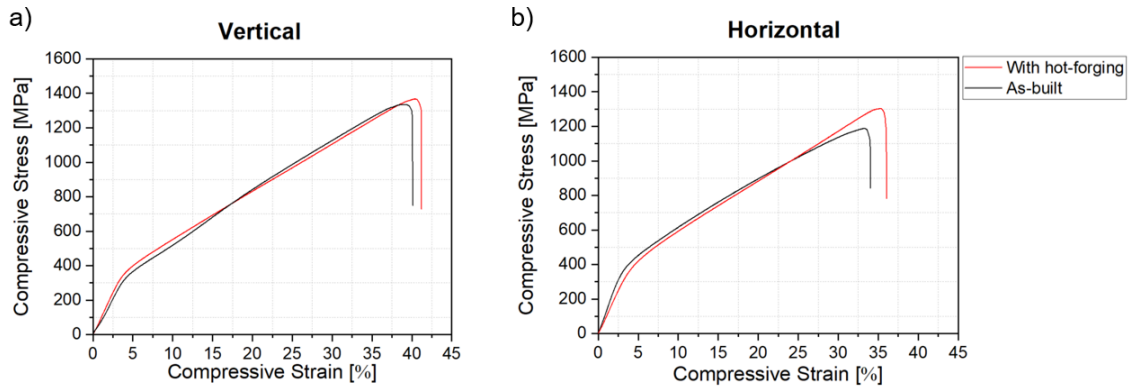 a)
Vertical
Compressive Stress [MPa]
1600
1400
1200
1000
800
600
400
200
0
0 5 10 15 20 25 30 35 40 45
Compressive Strain [%]
b)
Horizontal
Compressive Stress [MPa]
1600
1400
1200
1000
800
600
400
200
0
0 5 10 15 20 25 30 35 40 45
Compressive Strain [%]
With hot-forging
As-built